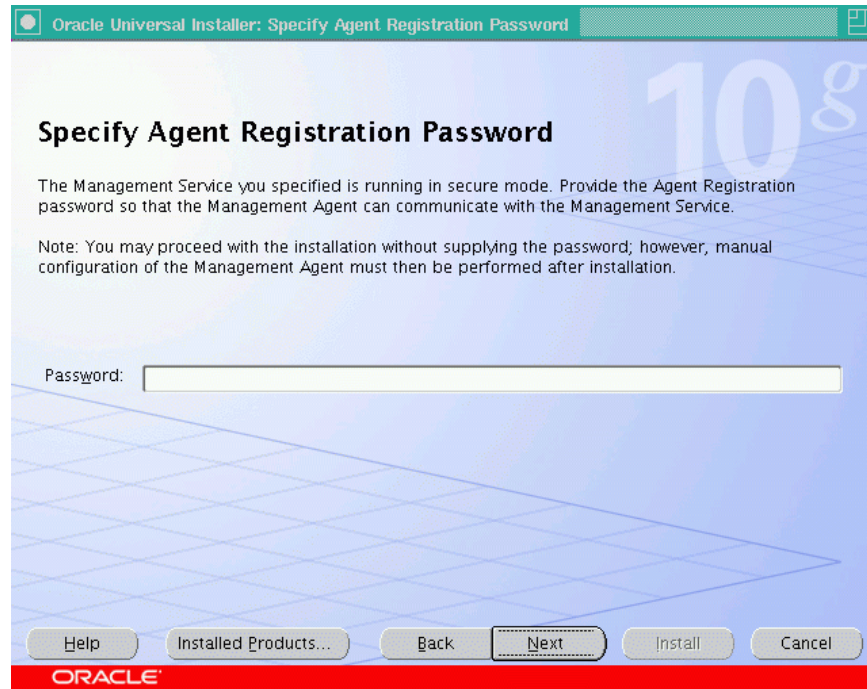 Oracle Universal Installer: Specify Agent Registration Password
10g
Specify Agent Registration Password
The Management Service you specified is running in secure mode. Provide the Agent Registration
password so that the Management Agent can communicate with the Management Service.
Note: You may proceed with the installation without supplying the password; however, manual
configuration of the Management Agent must then be performed after installation.
Password:
Help Installed Products... Back Next Install Cancel
ORACLE